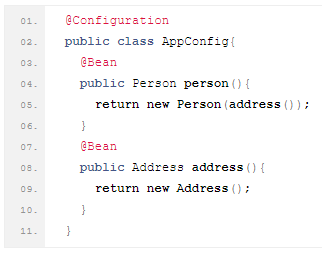 01. @Configuration
02. public class AppConfig{
03. @Bean
04. public Person person(){
05. return new Person(address());
06. }
07. @Bean
08. public Address address(){
09. return new Address();
10. }
11. }